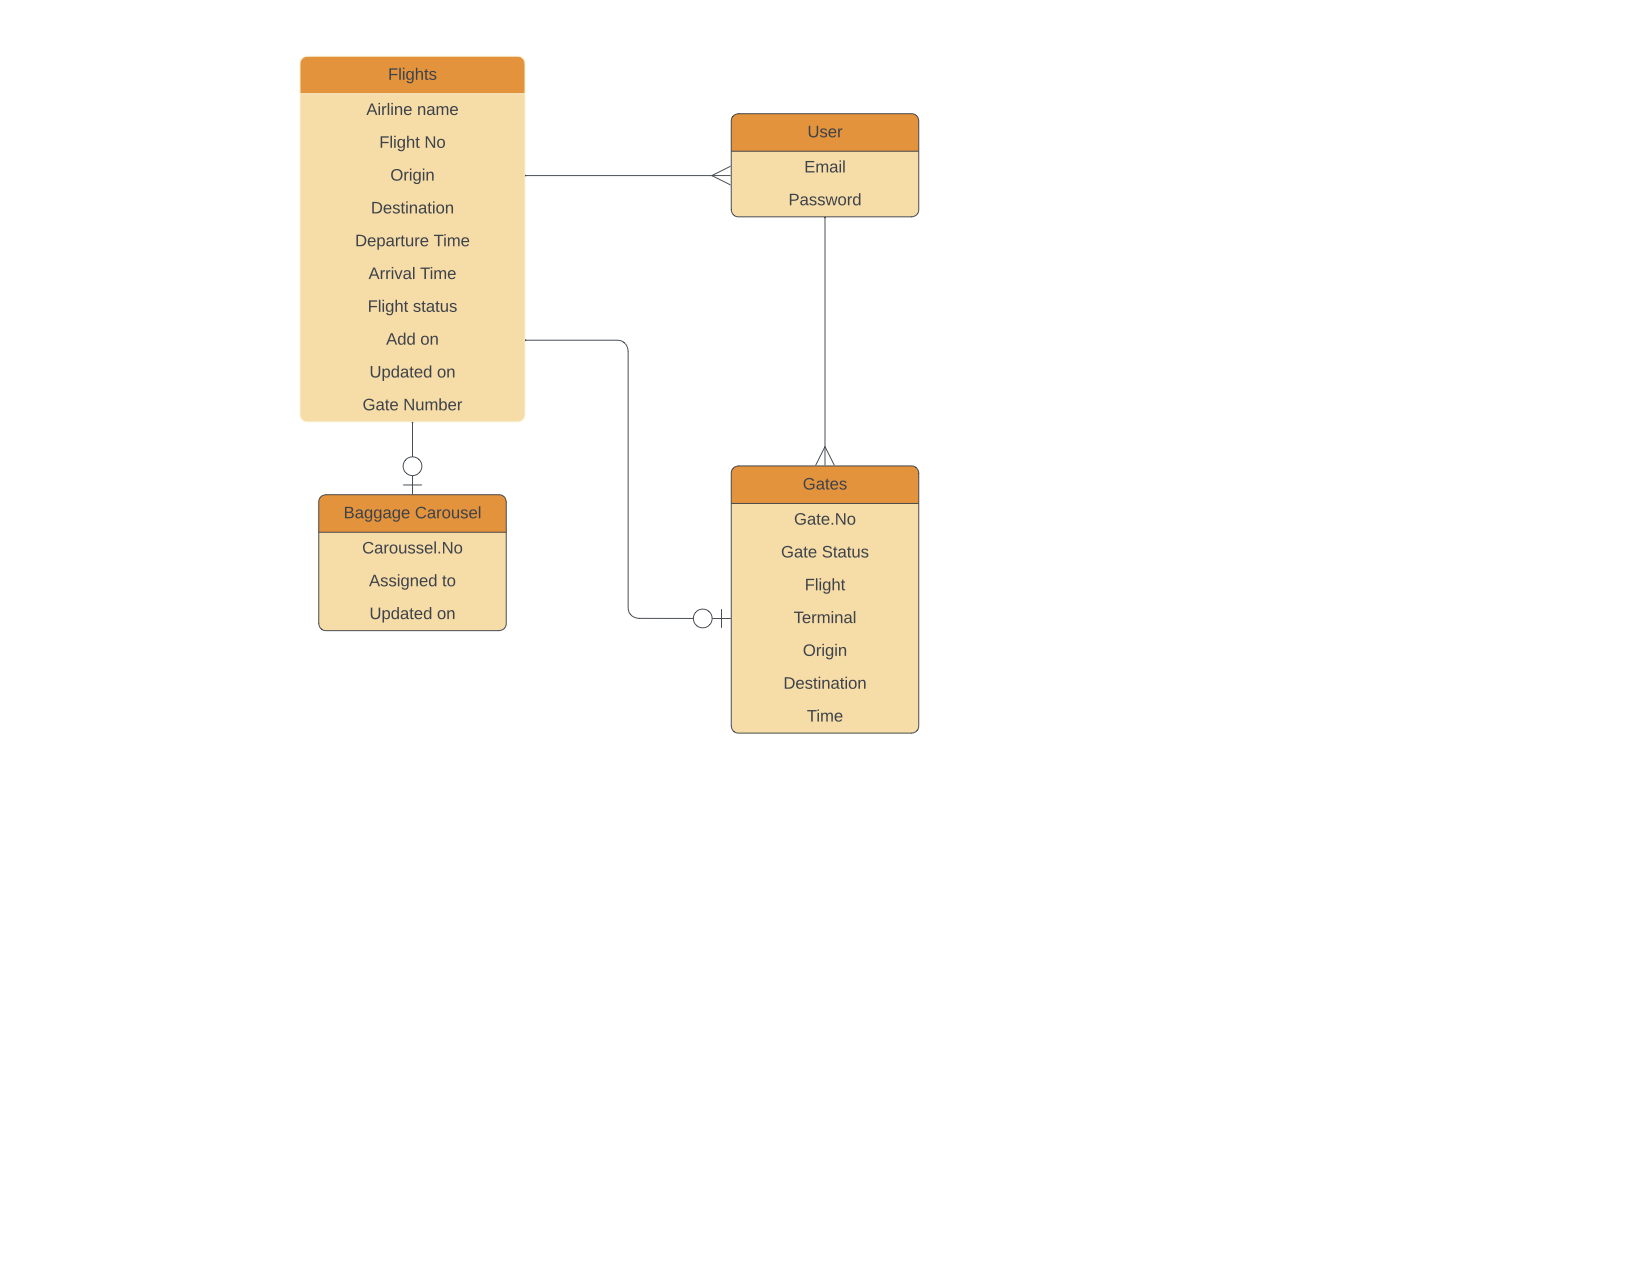 Flights
Airline name
Flight No
Origin
Destination
Departure Time
Arrival Time
Flight status
Add on
Updated on
Gate Number
User
Email
Password
Baggage Carousel
Caroussel.No
Assigned to
Updated on
Gates
Gate.No
Gate Status
Flight
Terminal
Origin
Destination
Time